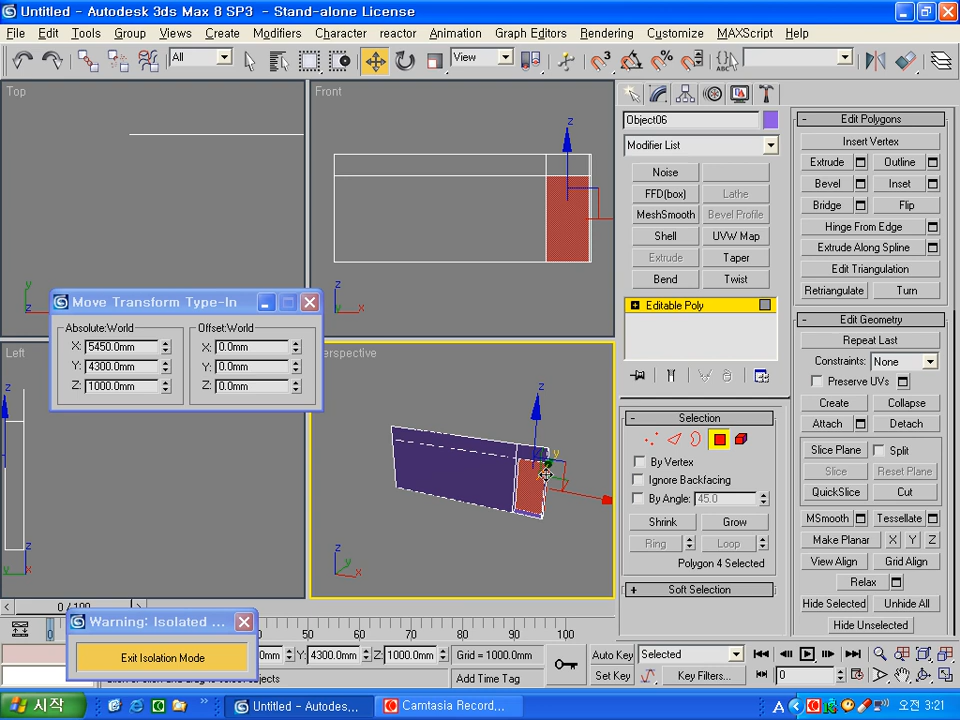 Untitled - Autodesk 3ds Max 8 SP3 - Stand-alone License
File Edit Tools Group Views Create Modifiers Character reactor Animation Graph Editors Rendering Customize MAXScript Help
All View
Top
Front
Object06
Modifier List
Noise
FFD(box) Lathe
MeshSmooth Bevel Profile
Shell UVW Map
Extrude Taper
Bend Twist
Editable Poly
Selection
By Vertex
Ignore Backfacing
By Angle: 45.0
Shrink Grow
Ring Loop
Polygon 4 Selected
Soft Selection
Edit Polygons
Insert Vertex
Extrude Outline
Bevel Inset
Bridge Flip
Hinge From Edge
Extrude Along Spline
Edit Triangulation
Retriangulate Turn
Edit Geometry
Repeat Last
Constraints: None
Preserve UVs
Create Collapse
Attach Detach
Slice Plane Split
Slice Reset Plane
QuickSlice Cut
MSmooth Tessellate
Make Planar X Y Z
View Align Grid Align
Relax
Hide Selected Unhide All
Hide Unselected
Move Transform Type-In
Absolute:World Offset:World
X: 5450.0mm X: 0.0mm
Y: 4300.0mm Y: 0.0mm
Z: 1000.0mm Z: 0.0mm
Left
erspective
z
y
x
0 / 100
50 60 70 80 90 100
Warning: Isolated ...
Exit Isolation Mode
0mm Y: 4300.0mm Z: 1000.0mm Grid = 1000.0mm
Add Time Tag
Auto Key Selected
Set Key Key Filters...
0
시작
Untitled - Autodes...
Camtasia Record...
A
오전 3:21